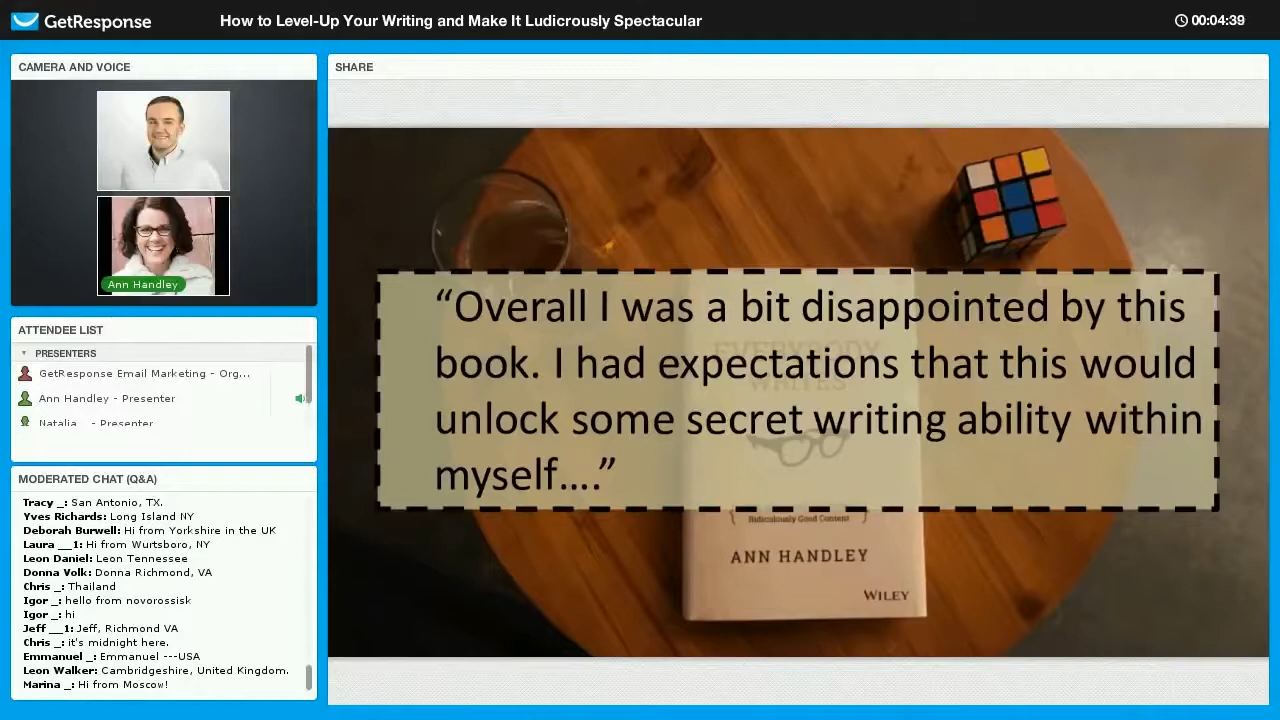 GetResponse
How to Level-Up Your Writing and Make It Ludicrously Spectacular
00:04:39
CAMERA AND VOICE
Ann Handley
ATTENDEE LIST
PRESENTERS
GetResponse Email Marketing - Org...
Ann Handley - Presenter
Natalia _ - Presenter
MODERATED CHAT (Q&A)
Tracy _: San Antonio, TX.
Yves Richards: Long Island NY
Deborah Burwell: Hi from Yorkshire in the UK
Laura __1: Hi from Wurtsboro, NY
Leon Daniel: Leon Tennessee
Donna Volk: Donna Richmond, VA
Chris _: Thailand
Igor _: hello from novorossisk
Igor _: hi
Jeff __1: Jeff, Richmond VA
Chris _: it's midnight here.
Emmanuel _: Emmanuel ---USA
Leon Walker: Cambridgeshire, United Kingdom.
Marina _: Hi from Moscow!
SHARE
“Overall I was a bit disappointed by this
book. I had expectations that this would
unlock some secret writing ability within
myself....”
EVERYBODY
WRITES
Ridiculously Good Content
ANN HANDLEY
WILEY